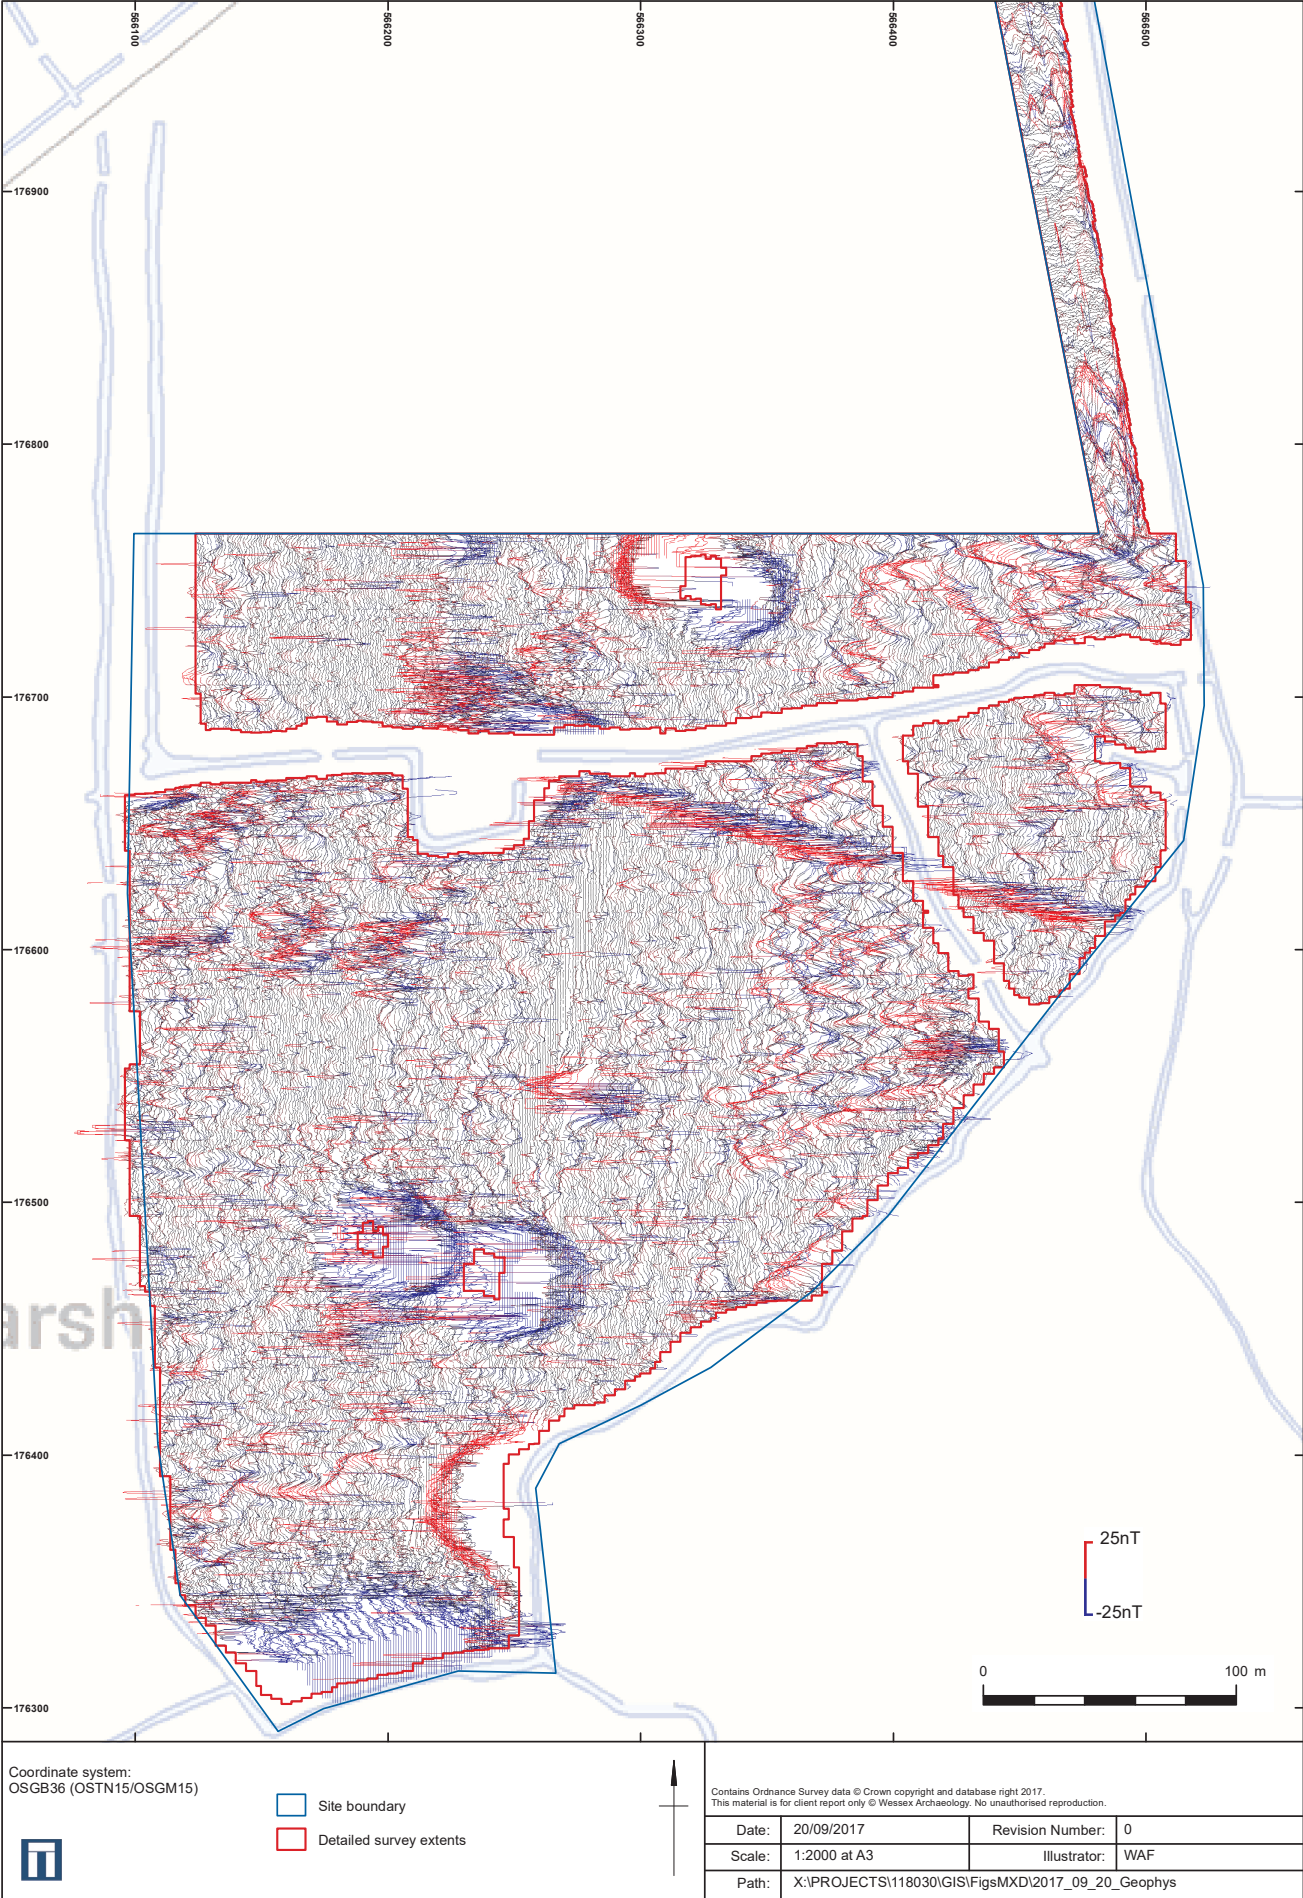 566100
566200
566300
566400
566500
176900
176800
176700
176600
176500
arsh
176400
25nT
-25nT
0 100 m
176300
Coordinate system:
OSGB36 (OSTN15/OSGM15)
Site boundary
Detailed survey extents
Contains Ordnance Survey data © Crown copyright and database right 2017.
This material is for client report only © Wessex Archaeology. No unauthorised reproduction.
Date: 20/09/2017 Revision Number: 0
Scale: 1:2000 at A3 Illustrator: WAF
Path: X:\PROJECTS\118030\GIS\FigsMXD\2017_09_20_Geophys